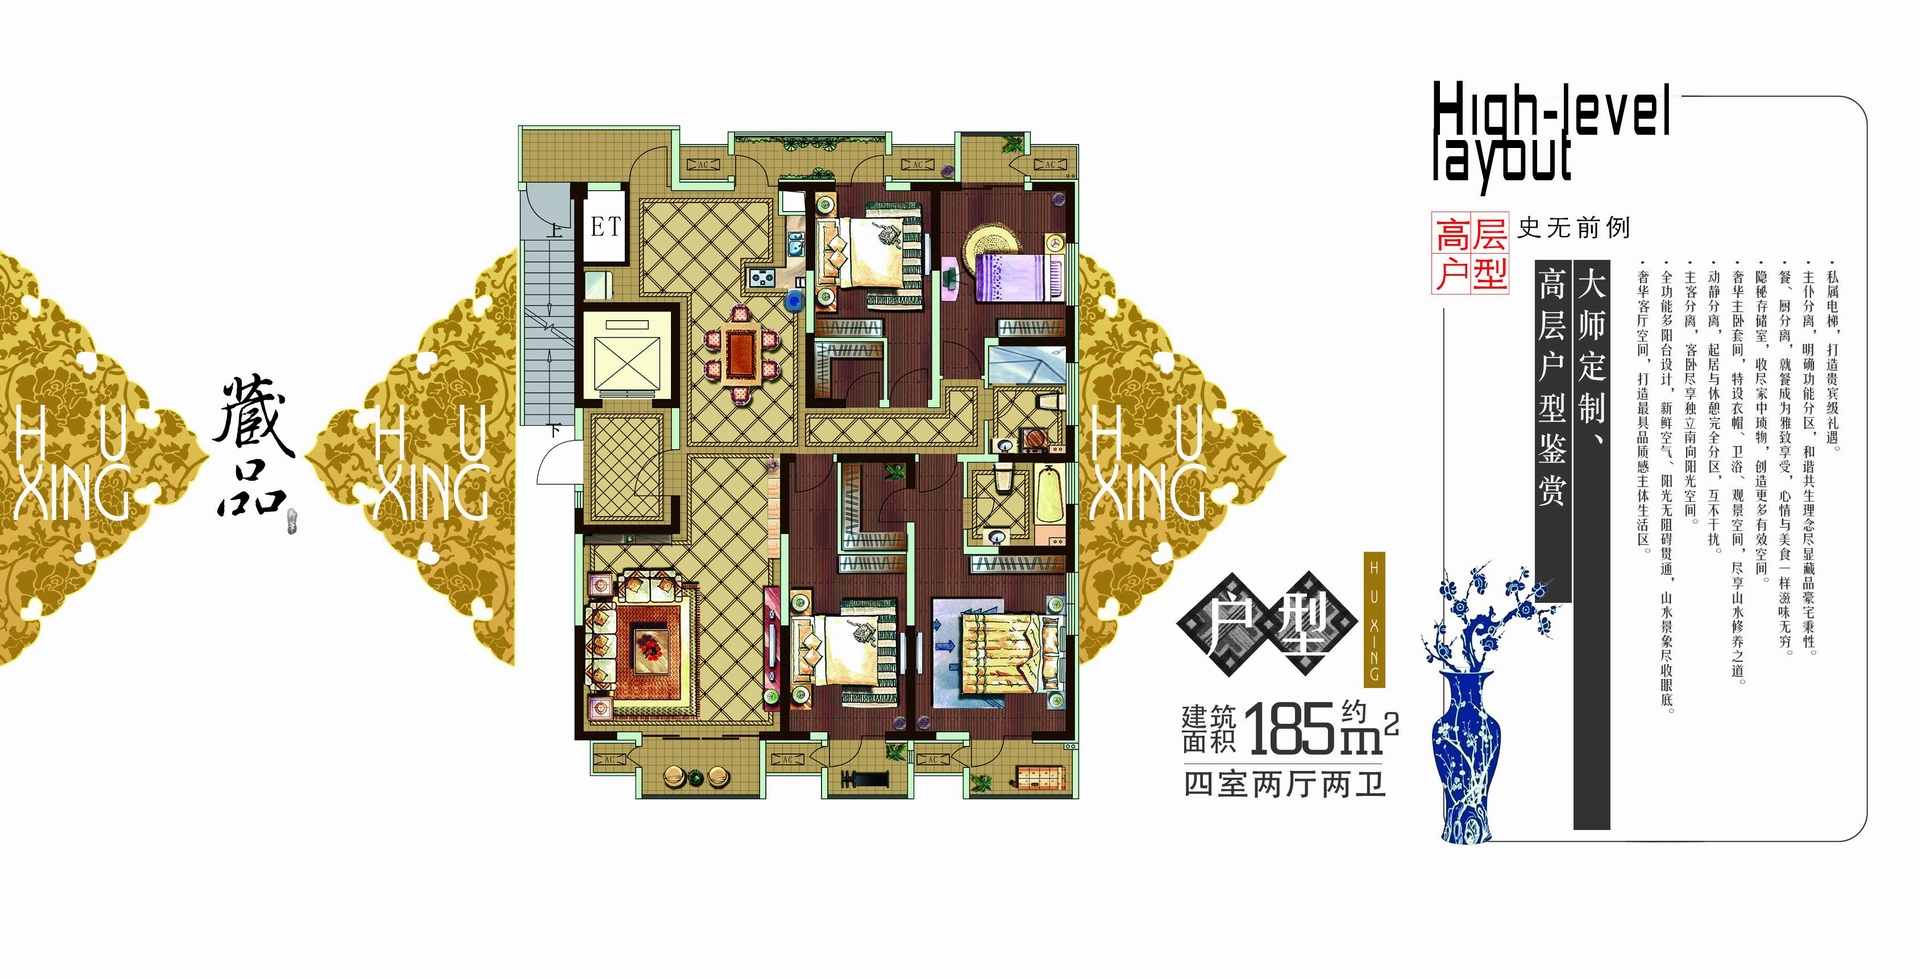 HU
XING
藏品
HU
XING
AC
AC
AC
ET
上
下
AC
AC
AC
HU
XING
户型
HU XING
建筑面积185约m²
四室两厅两卫
High-level
layout
高层户型
史无前例
大师定制、
高层户型鉴赏
·私属电梯，打造贵宾级礼遇。
·主仆分离，明确功能分区，和谐共生理念尽显藏品豪宅秉性。
·餐、厨分离，就餐成为雅致享受，心情与美食一样滋味无穷。
·隐秘存储室，收尽家中琐物，创造更多有效空间。
·奢华主卧套间，特设衣帽、卫浴、观景空间，尽享山水修养之道。
·动静分离，起居与休憩完全分区，互不干扰。
·主客分离，客卧尽享独立南向阳光空间。
·全功能多阳台设计，新鲜空气、阳光无阻碍贯通，山水景象尽收眼底。
·奢华客厅空间，打造最具品质感主体生活区。